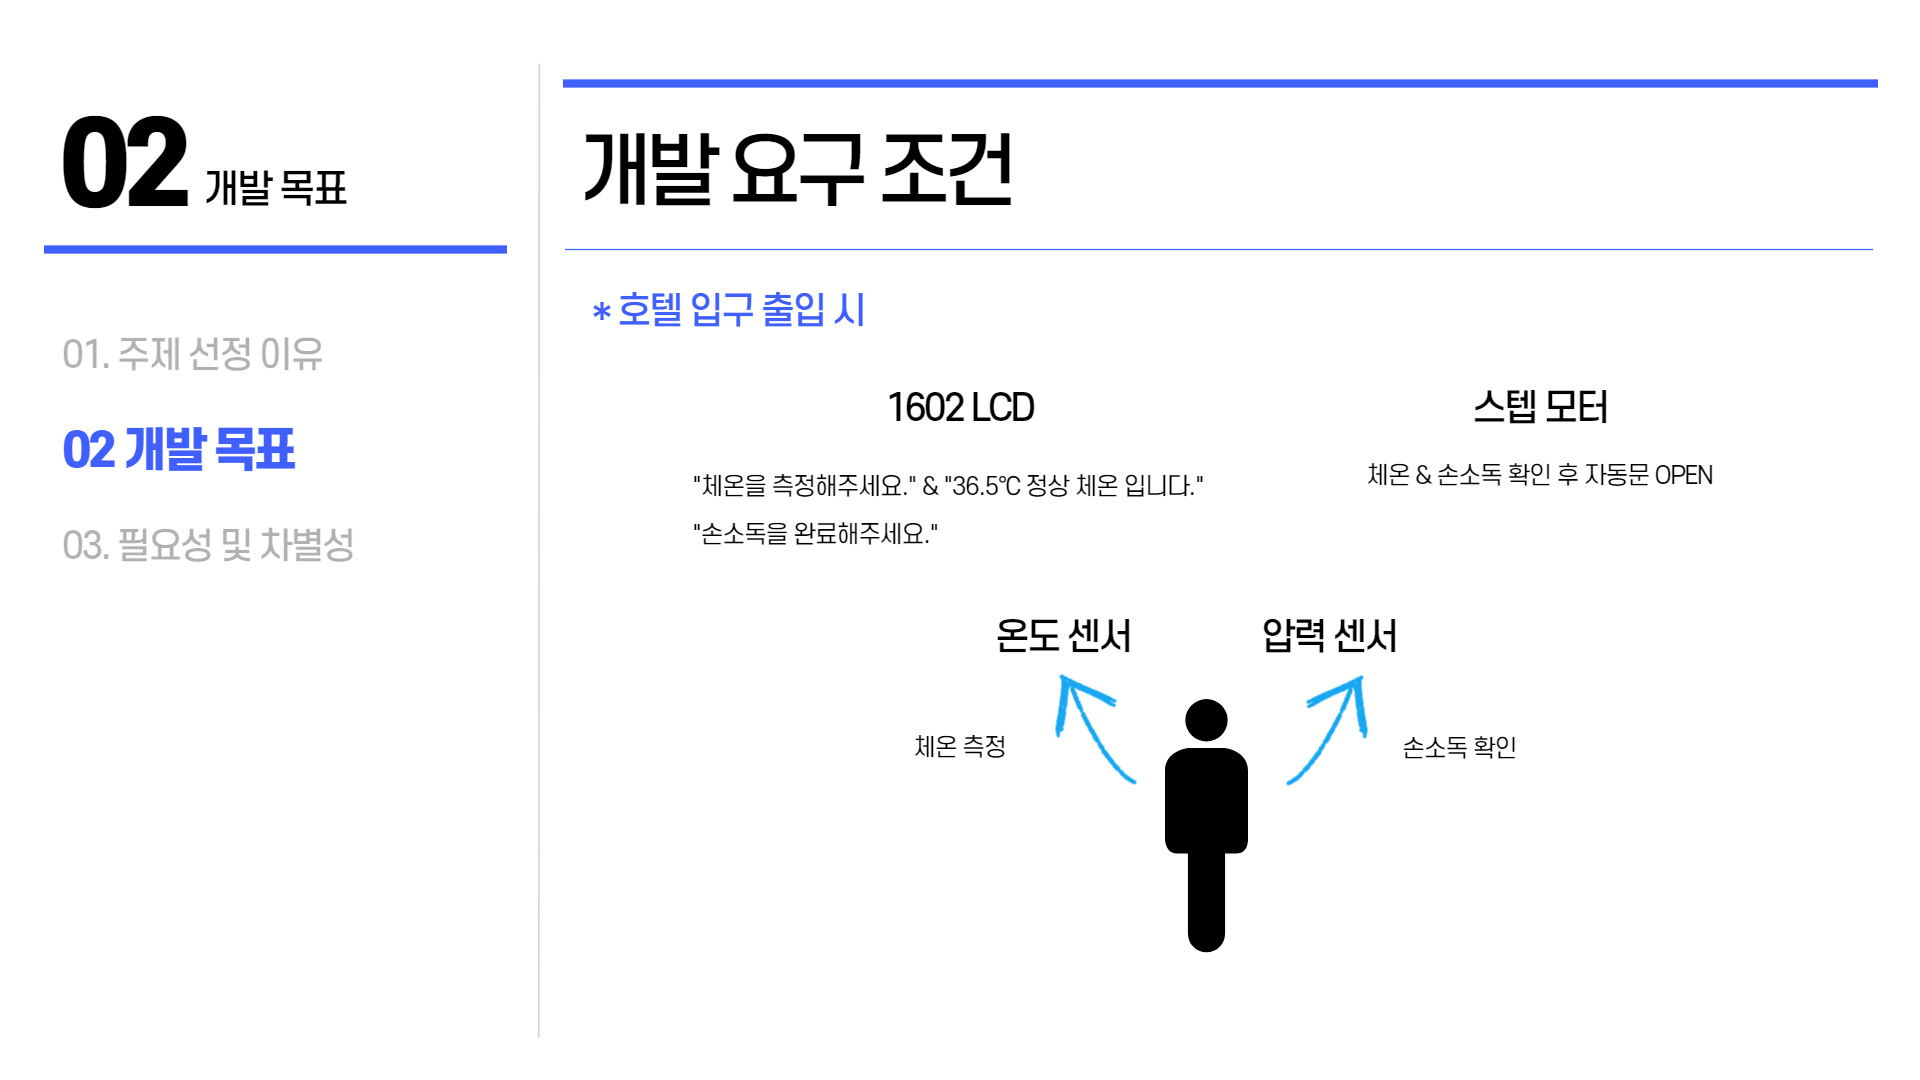 02 개발 목표
01. 주제 선정 이유
02 개발 목표
03. 필요성 및 차별성
개발 요구 조건
* 호텔 입구 출입 시
1602 LCD
"체온을 측정해주세요." & "36.5℃ 정상 체온 입니다."
"손소독을 완료해주세요."
스텝 모터
체온 & 손소독 확인 후 자동문 OPEN
온도 센서
압력 센서
체온 측정
손소독 확인